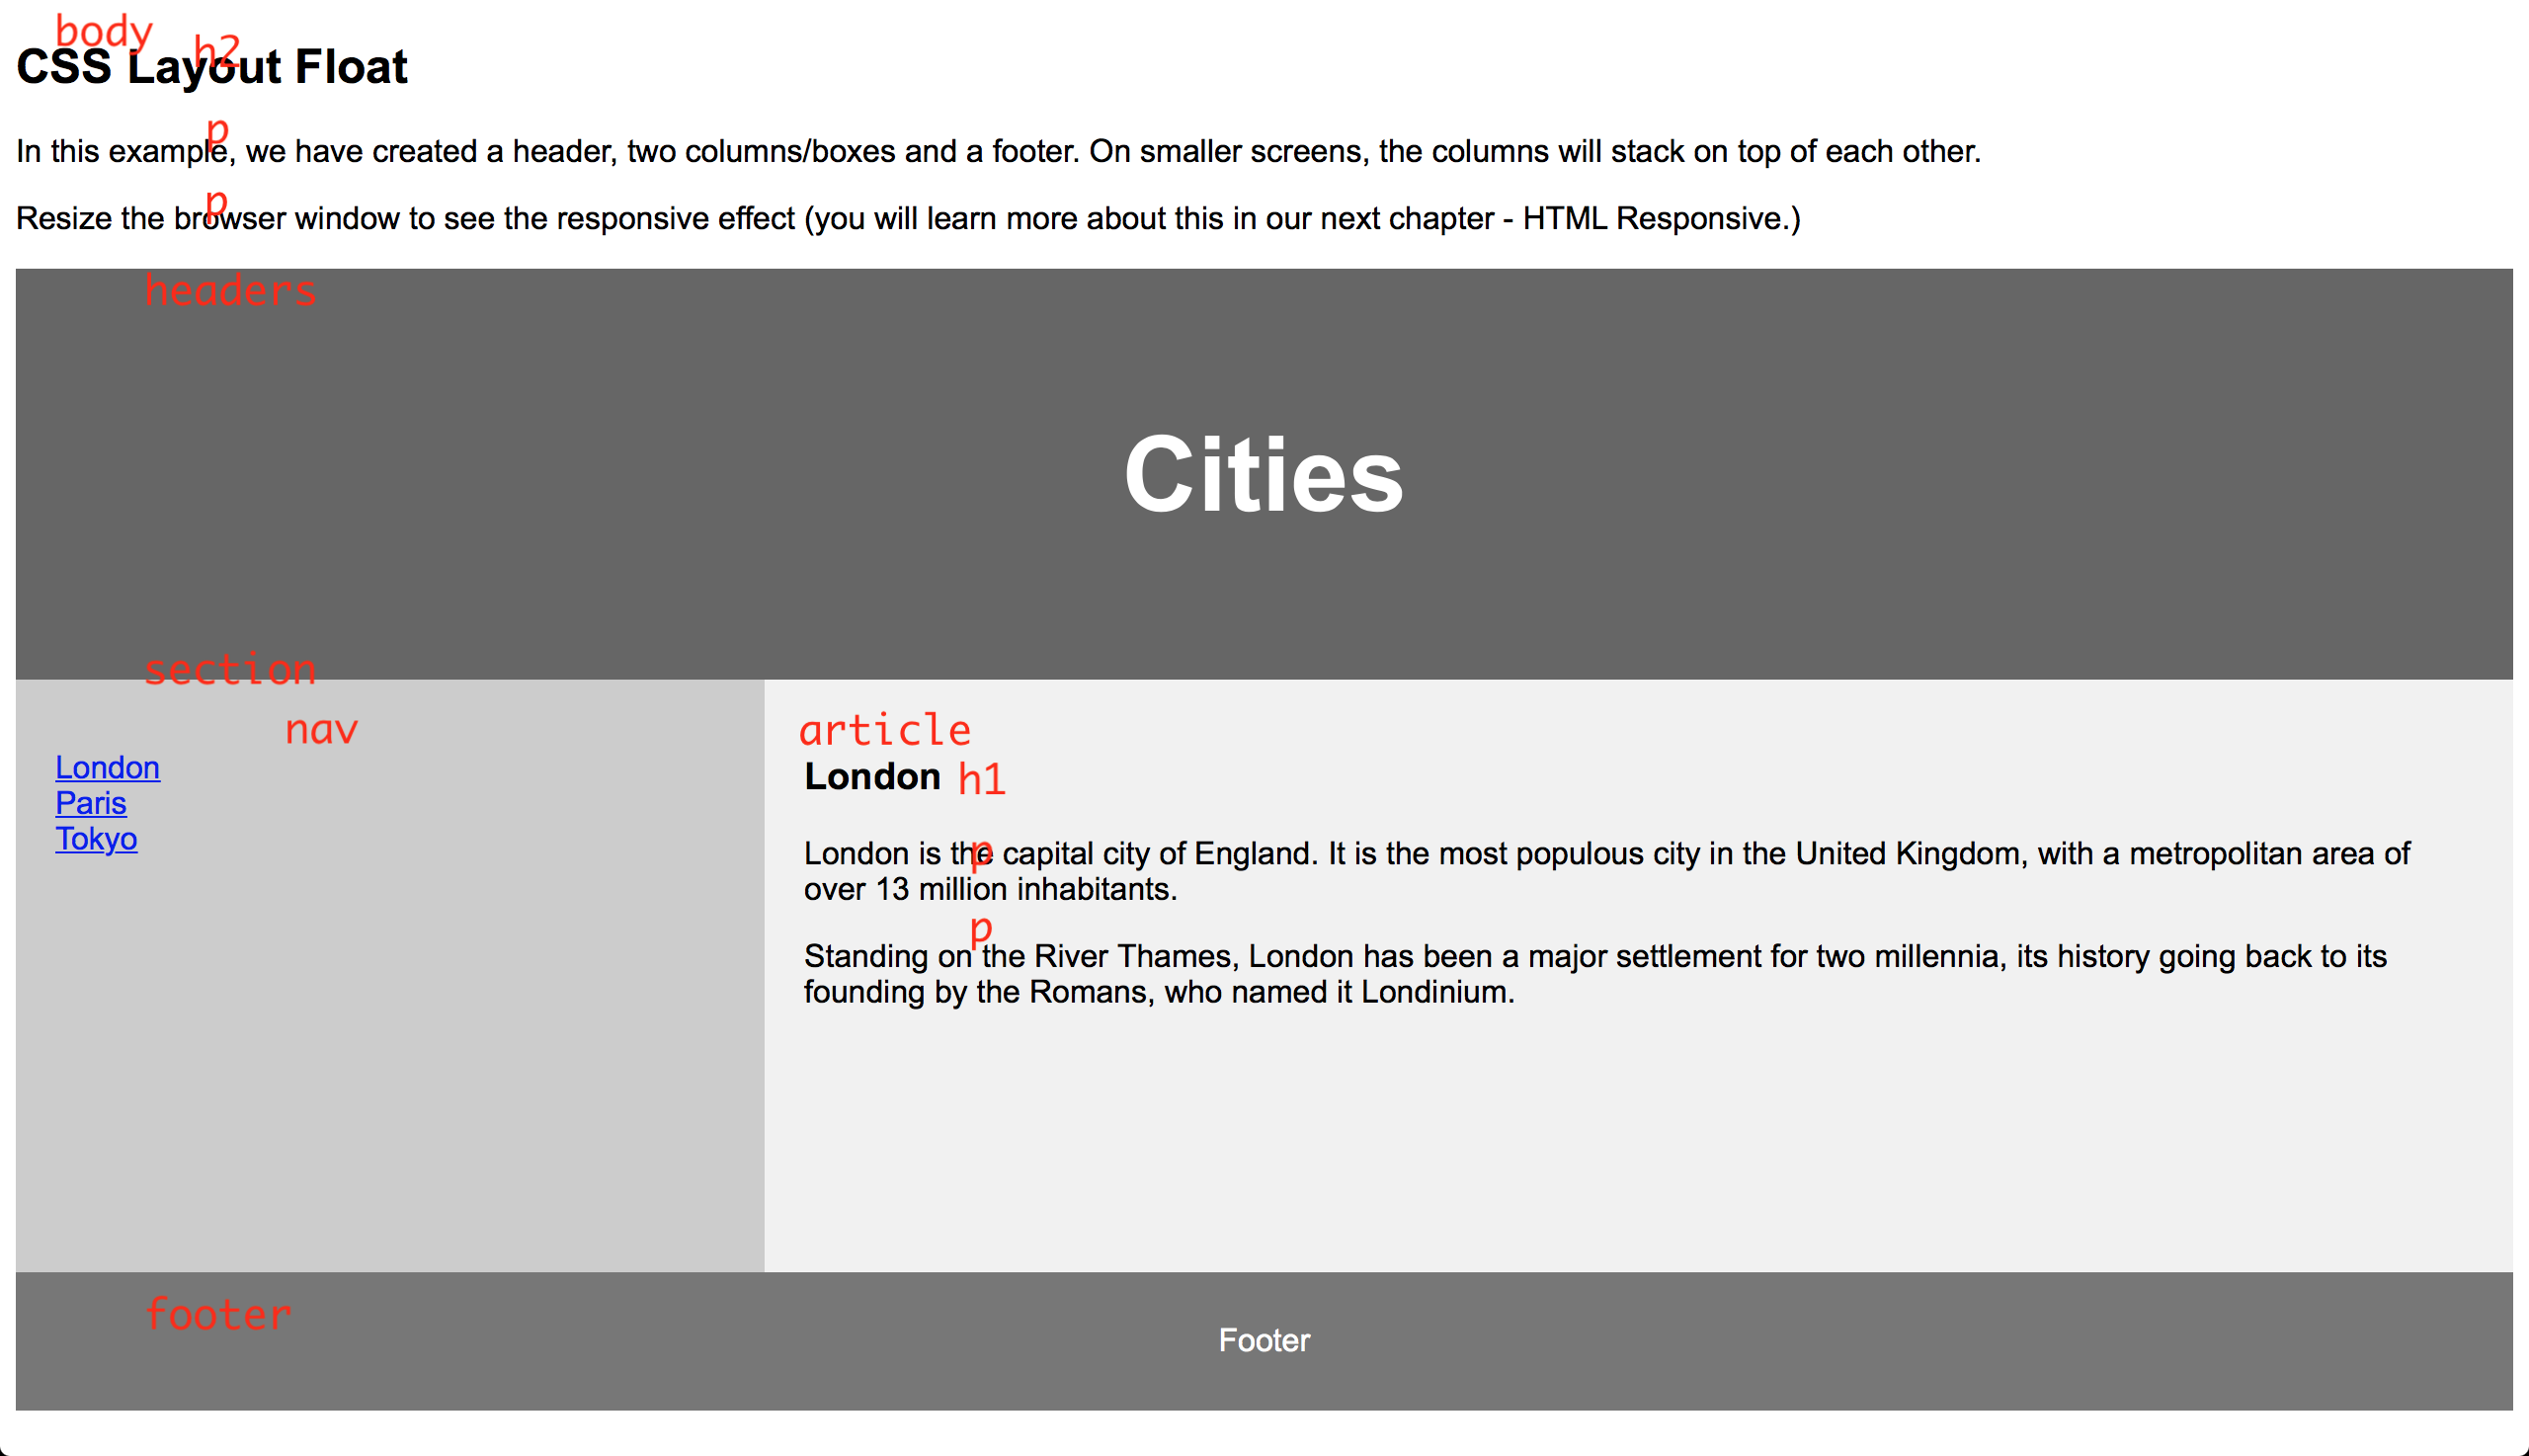 body
h2
CSS Layout Float
p
In this example, we have created a header, two columns/boxes and a footer. On smaller screens, the columns will stack on top of each other.
p
Resize the browser window to see the responsive effect (you will learn more about this in our next chapter - HTML Responsive.)
headers
Cities
section
nav
London
Paris
Tokyo
article
London h1
p
London is the capital city of England. It is the most populous city in the United Kingdom, with a metropolitan area of
over 13 million inhabitants.
p
Standing on the River Thames, London has been a major settlement for two millennia, its history going back to its
founding by the Romans, who named it Londinium.
footer
Footer